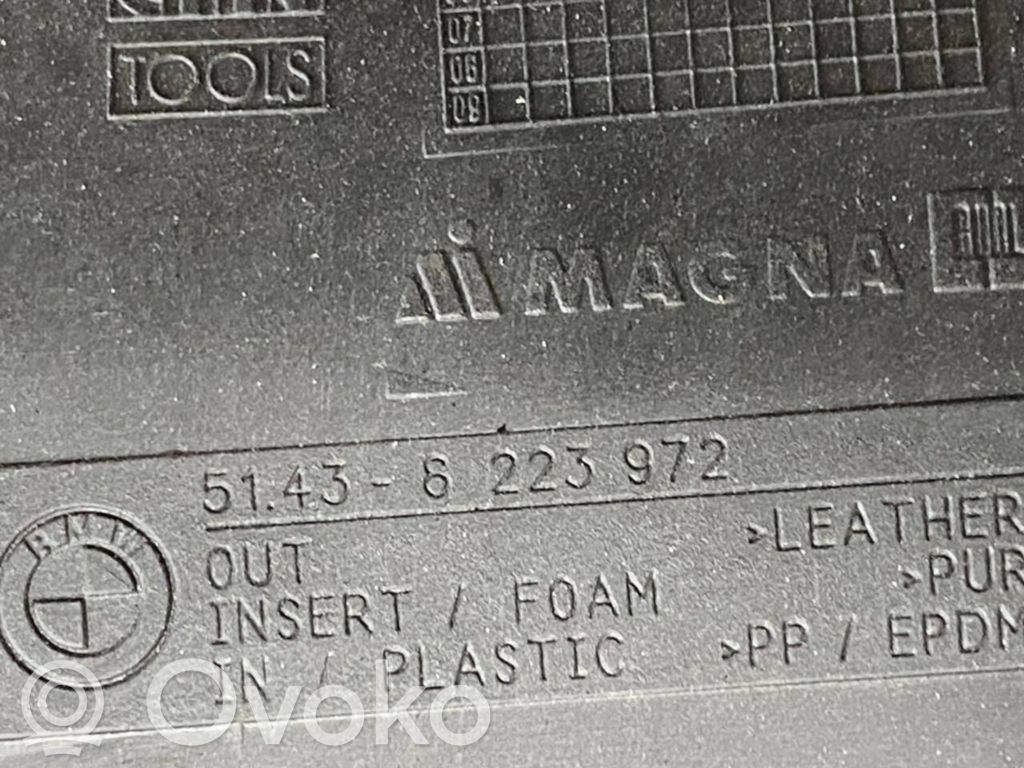 TOOLS
07
06
08
MAGNA
51.43 - 8 223 972
BMW
OUT >LEATHER
INSERT / FOAM >PUR
IN / PLASTIC >PP / EPDM
Ovoko